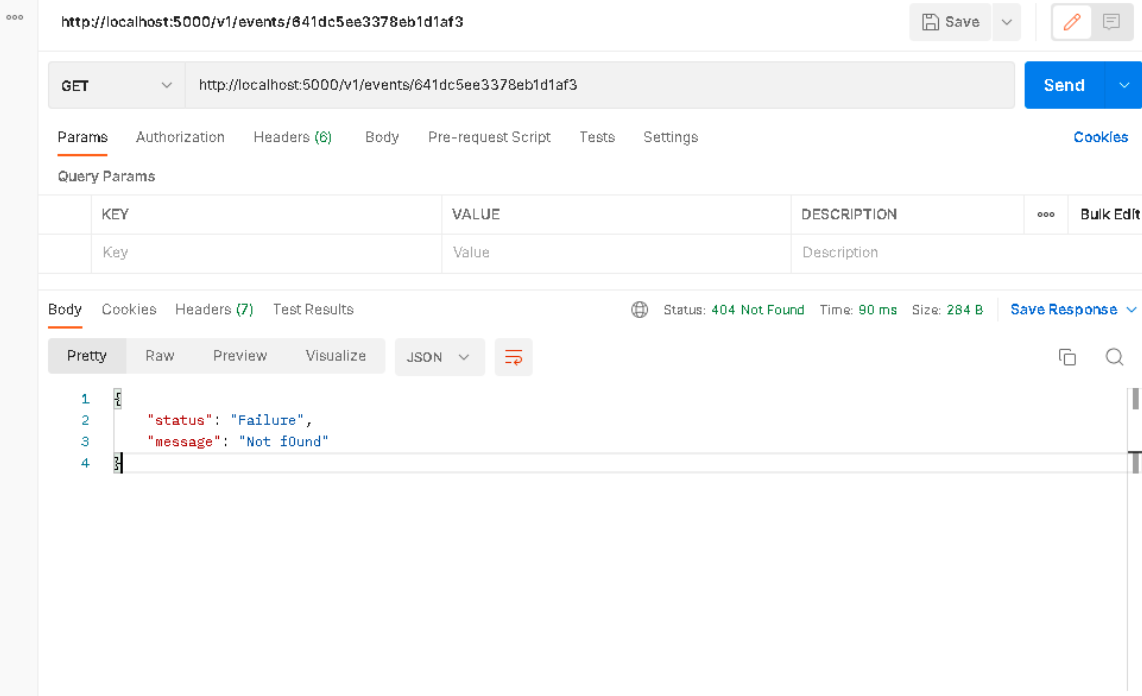 ooo
http://localhost:5000/v1/events/641dc5ee3378eb1d1af3
Save
GET http://localhost:5000/v1/events/641dc5ee3378eb1d1af3 Send
Params Authorization Headers (6) Body Pre-request Script Tests Settings Cookies
Query Params
KEY VALUE DESCRIPTION ooo Bulk Edit
Key Value Description
Body Cookies Headers (7) Test Results Status: 404 Not Found Time: 90 ms Size: 284 B Save Response
Pretty Raw Preview Visualize JSON
1 {
2 "status": "Failure",
3 "message": "Not f0und"
4 }